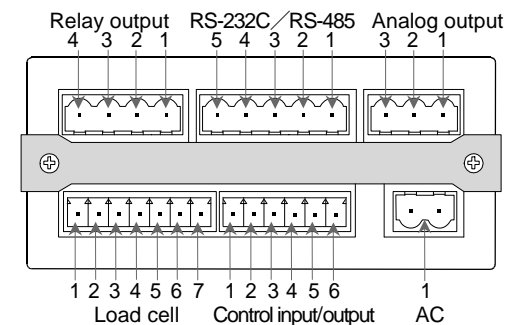 Relay output RS-232C／RS-485 Analog output
4 3 2 1 5 4 3 2 1 3 2 1
1 2 3 4 5 6 7 1 2 3 4 5 6 1
Load cell Control input/output AC